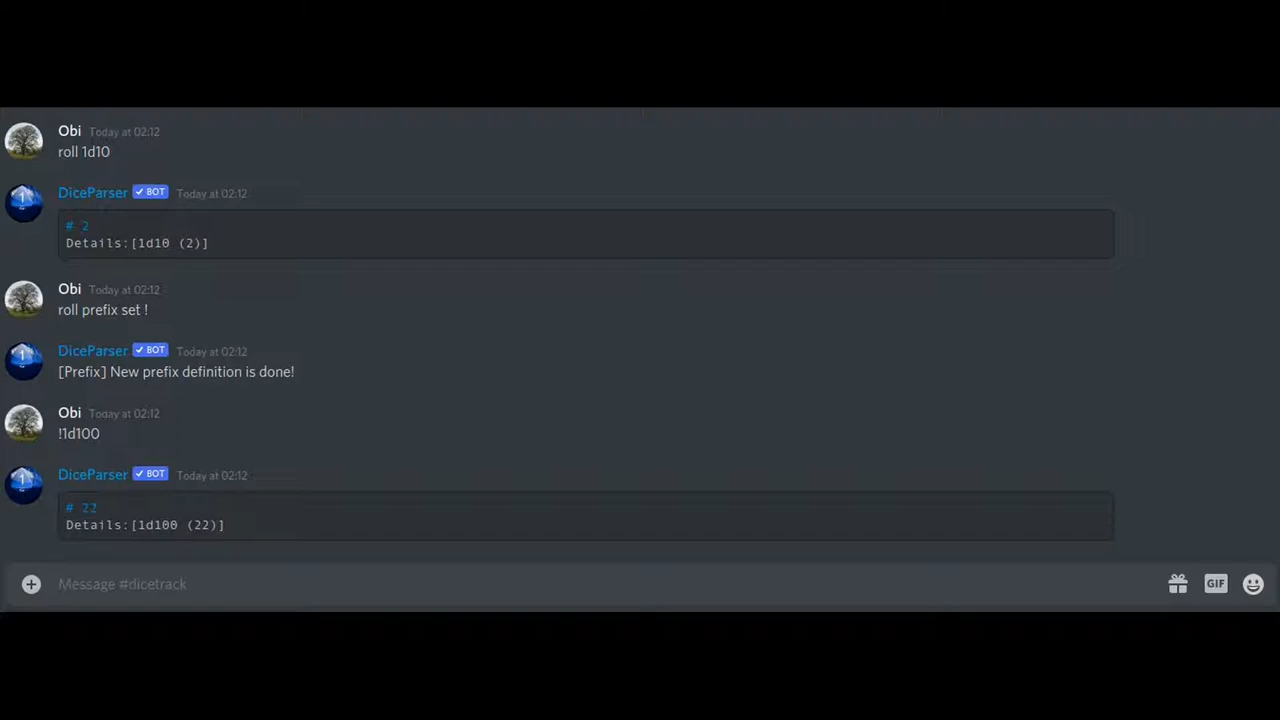 Obi Today at 02:12
roll 1d10
DiceParser ✓ BOT Today at 02:12
# 2
Details:[1d10 (2)]
Obi Today at 02:12
roll prefix set !
DiceParser ✓ BOT Today at 02:12
[Prefix] New prefix definition is done!
Obi Today at 02:12
!1d100
DiceParser ✓ BOT Today at 02:12
# 22
Details:[1d100 (22)]
Message #dicetrack GIF